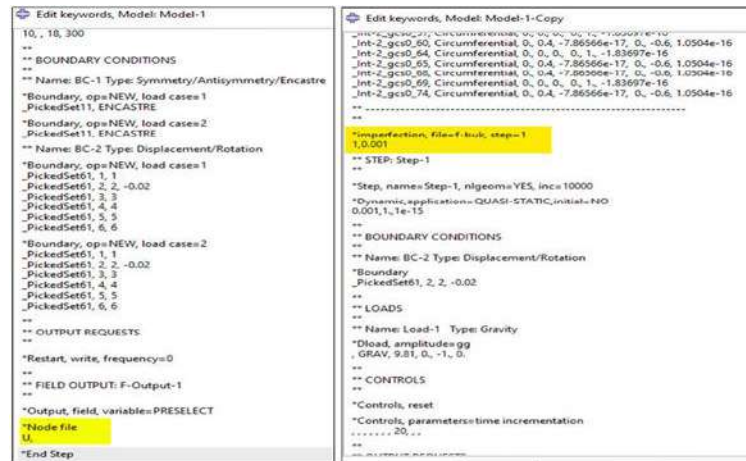 Edit keywords, Model: Model-1
10, , 18, 300
**
** BOUNDARY CONDITIONS
**
** Name: BC-1 Type: Symmetry/Antisymmetry/Encastre
*Boundary, op=NEW, load case=1
_PickedSet11, ENCASTRE
*Boundary, op=NEW, load case=2
_PickedSet11, ENCASTRE
** Name: BC-2 Type: Displacement/Rotation
*Boundary, op=NEW, load case=1
_PickedSet61, 1, 1
_PickedSet61, 2, 2, -0.02
_PickedSet61, 3, 3
_PickedSet61, 4, 4
_PickedSet61, 5, 5
_PickedSet61, 6, 6
*Boundary, op=NEW, load case=2
_PickedSet61, 1, 1
_PickedSet61, 2, 2, -0.02
_PickedSet61, 3, 3
_PickedSet61, 4, 4
_PickedSet61, 5, 5
_PickedSet61, 6, 6
**
** OUTPUT REQUESTS
**
*Restart, write, frequency=0
**
** FIELD OUTPUT: F-Output-1
**
*Output, field, variable=PRESELECT
*Node file
U,
*End Step
Edit keywords, Model: Model-1-Copy
_Int-2_gcs0_60, Circumferential, 0., 0.4, -7.86566e-17, 0., -0.6, 1.0504e-16
_Int-2_gcs0_65, Circumferential, 0., 0.4, -7.86566e-17, 0., -0.6, 1.0504e-16
_Int-2_gcs0_68, Circumferential, 0., 0.4, -7.86566e-17, 0., -0.6, 1.0504e-16
_Int-2_gcs0_69, Circumferential, 0., 0., 0., 0., 1., -1.83697e-16
_Int-2_gcs0_74, Circumferential, 0., 0.4, -7.86566e-17, 0., -0.6, 1.0504e-16
** ----------------------------------------------------------------
**
*imperfection, file=f-buk, step=1
1,0.001
** STEP: Step-1
**
*Step, name=Step-1, nlgeom=YES, inc=10000
*Dynamic,application=QUASI-STATIC,initial=NO
0.001,1.,1e-15
**
** BOUNDARY CONDITIONS
**
** Name: BC-2 Type: Displacement/Rotation
*Boundary
_PickedSet61, 2, 2, -0.02
**
** LOADS
**
** Name: Load-1 Type: Gravity
*Dload, amplitude=gg
, GRAV, 9.81, 0., -1., 0.
**
** CONTROLS
**
*Controls, reset
*Controls, parameters=time incrementation
, , , , , , , 20, , ,
**
** OUTPUT REQUESTS